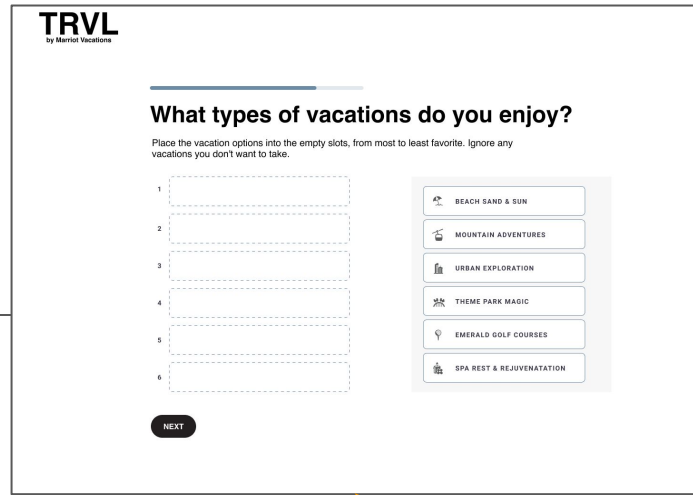 TRVL
by Marriot Vacations
What types of vacations do you enjoy?
Place the vacation options into the empty slots, from most to least favorite. Ignore any
vacations you don't want to take.
1
2
3
4
5
6
BEACH SAND & SUN
MOUNTAIN ADVENTURES
URBAN EXPLORATION
THEME PARK MAGIC
EMERALD GOLF COURSES
SPA REST & REJUVENATATION
NEXT